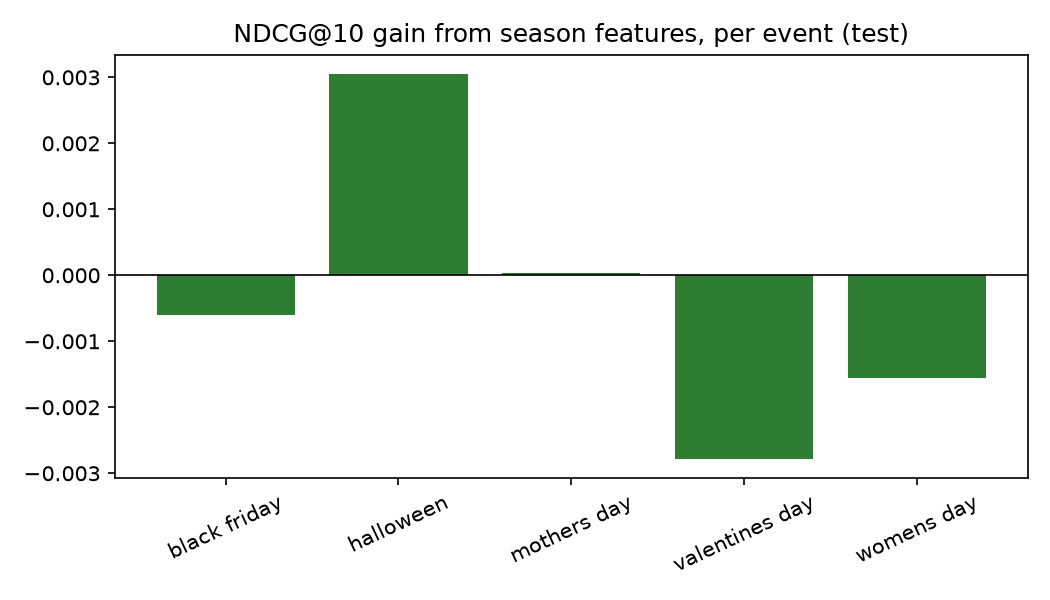 NDCG@10 gain from season features, per event (test)
0.003
0.002
0.001
0.000
−0.001
−0.002
−0.003
black friday
halloween
mothers day
valentines day
womens day